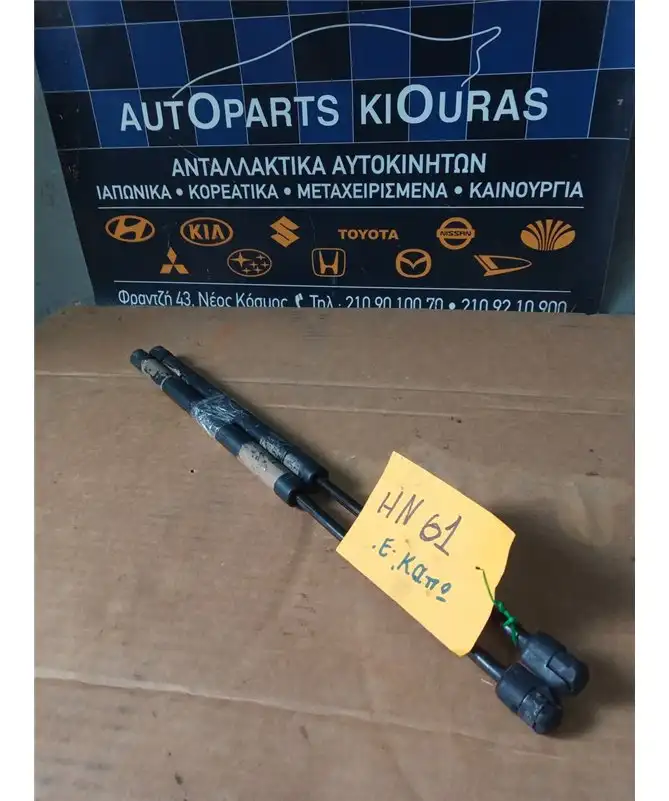 AUTOPARTS KIOURAS
ΑΝΤΑΛΛΑΚΤΙΚΑ ΑΥΤΟΚΙΝΗΤΩΝ
ΙΑΠΩΝΙΚΑ • ΚΟΡΕΑΤΙΚΑ • ΜΕΤΑΧΕΙΡΙΣΜΕΝΑ • ΚΑΙΝΟΥΡΓΙΑ
KIA TOYOTA NISSAN
Φραντζή 43, Νέος Κόσμος Τηλ.: 210 90 100 70 • 210 92 10 900
HN 61
.Ε. Καπό